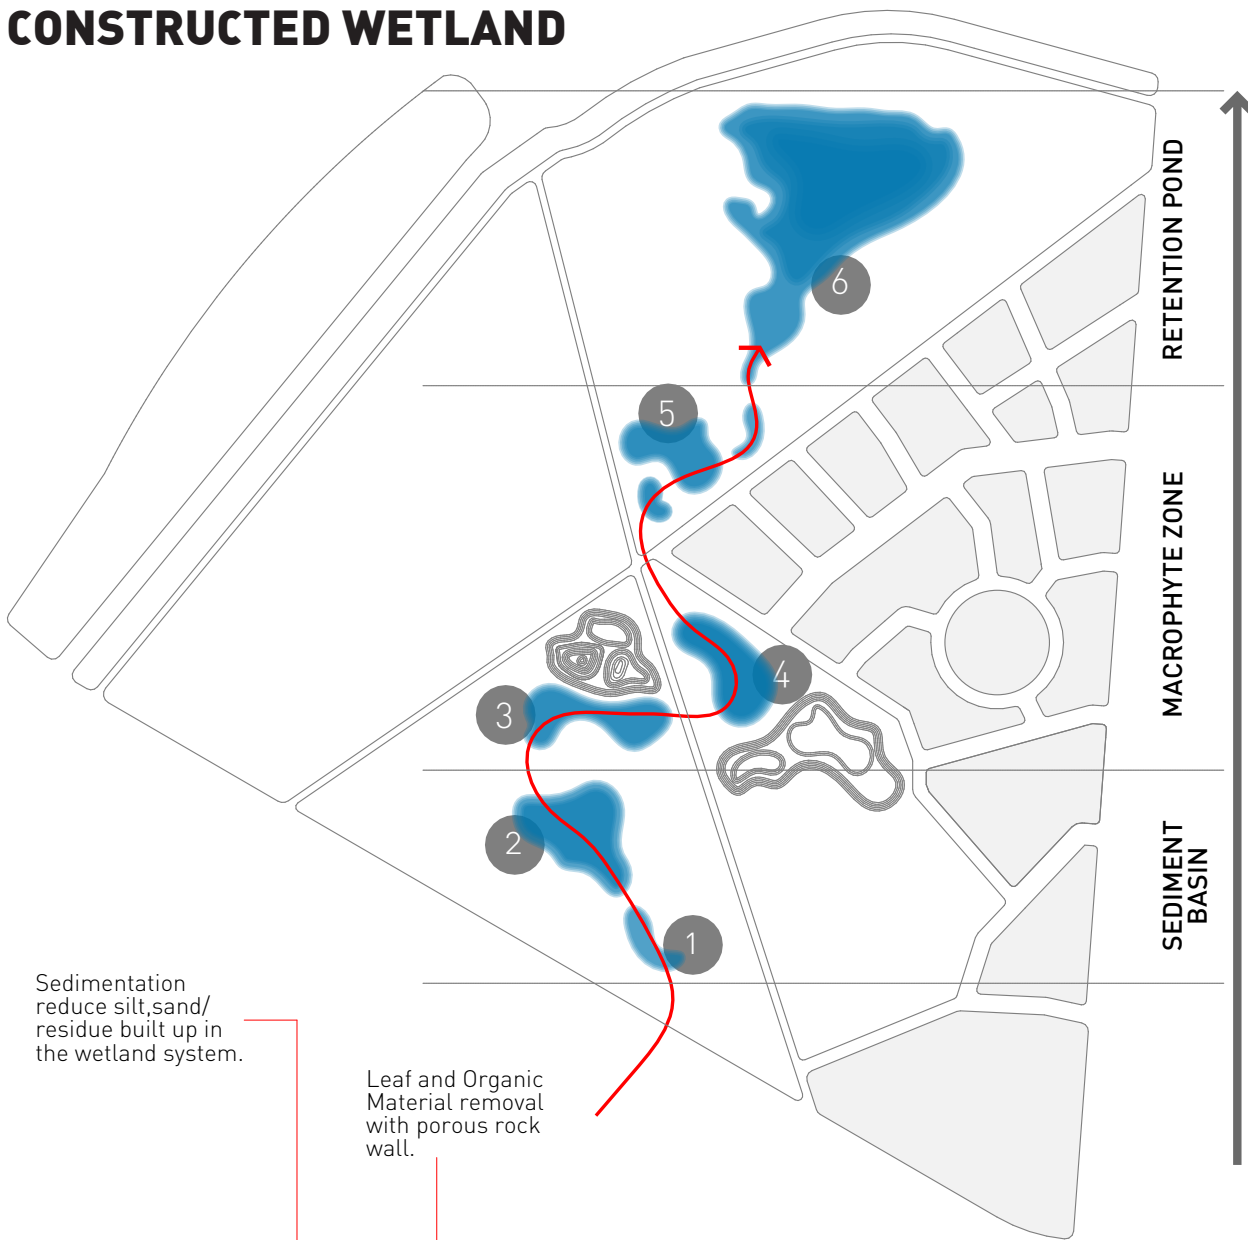 CONSTRUCTED WETLAND
RETENTION POND
6
5
MACROPHYTE ZONE
4
3
2
SEDIMENT
BASIN
1
Sedimentation
reduce silt,sand/
residue built up in
the wetland system.
Leaf and Organic
Material removal
with porous rock
wall.